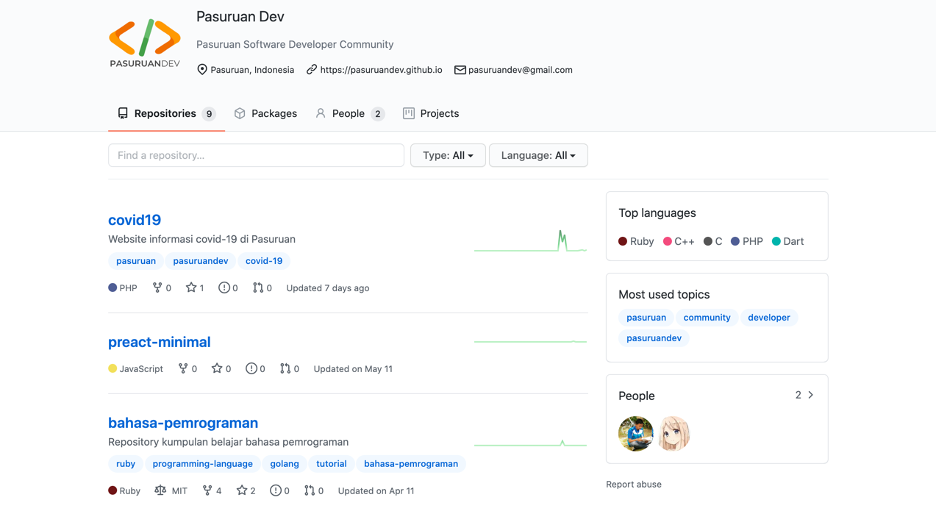 Pasuruan Dev
PASURUANDEV
Pasuruan Software Developer Community
Pasuruan, Indonesia https://pasuruandev.github.io pasuruandev@gmail.com
Repositories 9 Packages People 2 Projects
Find a repository... Type: All Language: All
covid19
Website informasi covid-19 di Pasuruan
pasuruan pasuruandev covid-19
PHP 0 1 0 0 Updated 7 days ago
preact-minimal
JavaScript 0 0 0 0 Updated on May 11
bahasa-pemrograman
Repository kumpulan belajar bahasa pemrograman
ruby programming-language golang tutorial bahasa-pemrograman
Ruby MIT 4 2 0 0 Updated on Apr 11
Top languages
Ruby C++ C PHP Dart
Most used topics
pasuruan community developer
pasuruandev
People 2
Report abuse